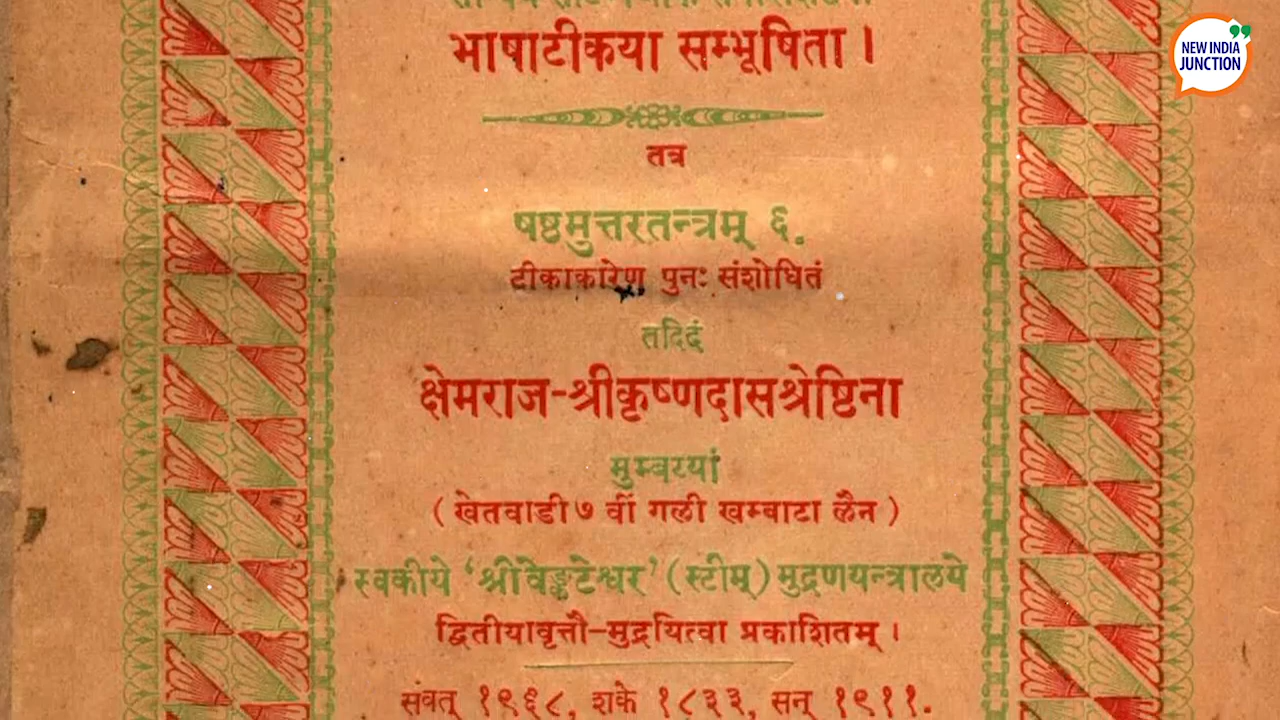 NEW INDIA
JUNCTION
भाषाटीकया सम्भूषिता ।
तत्र
षष्ठमुत्तरतन्त्रम् ६.
टीकाकारेण पुनः संशोधितं
तदिदं
क्षेमराज-श्रीकृष्णदासश्रेष्ठिना
मुम्बय्यां
( खेतवाडी ७ वीं गली खम्बाटा लैन )
स्वकीये ‘श्रीवेङ्कटेश्वर’ (स्टीम्) मुद्रणयन्त्रालये
द्वितीयावृत्तौ-मुद्रयित्वा प्रकाशितम् ।
संवत् १९६८, शके १८३३, सन् १९११.